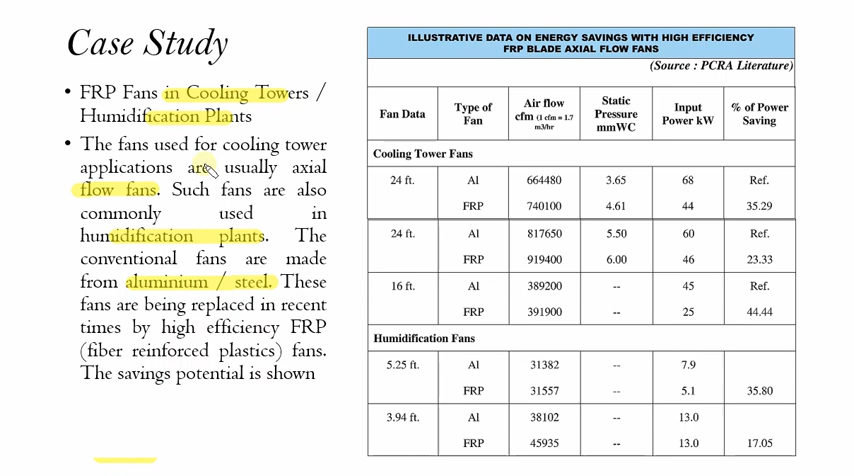 Case Study
• FRP Fans in Cooling Towers /
Humidification Plants
• The fans used for cooling tower
applications are usually axial
flow fans. Such fans are also
commonly used in
humidification plants. The
conventional fans are made
from aluminium / steel. These
fans are being replaced in recent
times by high efficiency FRP
(fiber reinforced plastics) fans.
The savings potential is shown
ILLUSTRATIVE DATA ON ENERGY SAVINGS WITH HIGH EFFICIENCY
FRP BLADE AXIAL FLOW FANS
(Source : PCRA Literature)
Fan Data Type of Fan Air flow cfm (1 cfm = 1.7 m3/hr Static Pressure mmWC Input Power kW % of Power Saving
Cooling Tower Fans
24 ft. Al 664480 3.65 68 Ref.
FRP 740100 4.61 44 35.29
24 ft. Al 817650 5.50 60 Ref.
FRP 919400 6.00 46 23.33
16 ft. Al 389200 -- 45 Ref.
FRP 391900 -- 25 44.44
Humidification Fans
5.25 ft. Al 31382 -- 7.9
FRP 31557 -- 5.1 35.80
3.94 ft. Al 38102 -- 13.0
FRP 45935 -- 13.0 17.05